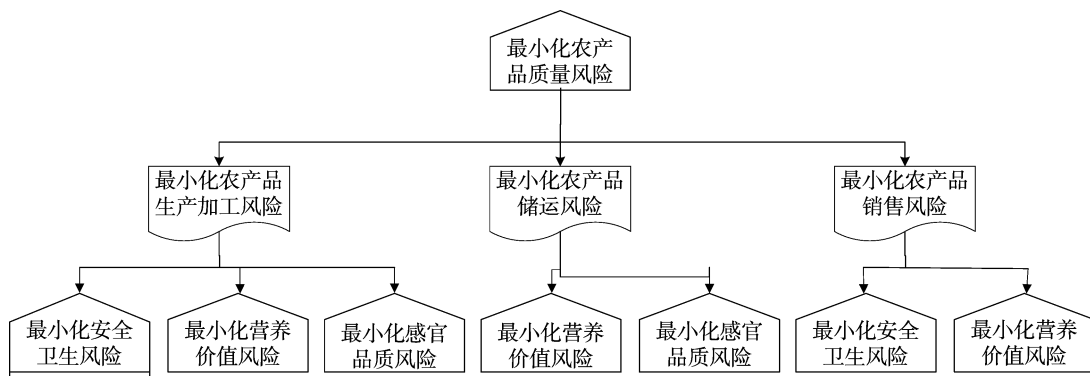 最小化农产
品质量风险
最小化农产品
生产加工风险
最小化农产品
储运风险
最小化农产品
销售风险
最小化安全
卫生风险
最小化营养
价值风险
最小化感官
品质风险
最小化营养
价值风险
最小化感官
品质风险
最小化安全
卫生风险
最小化营养
价值风险